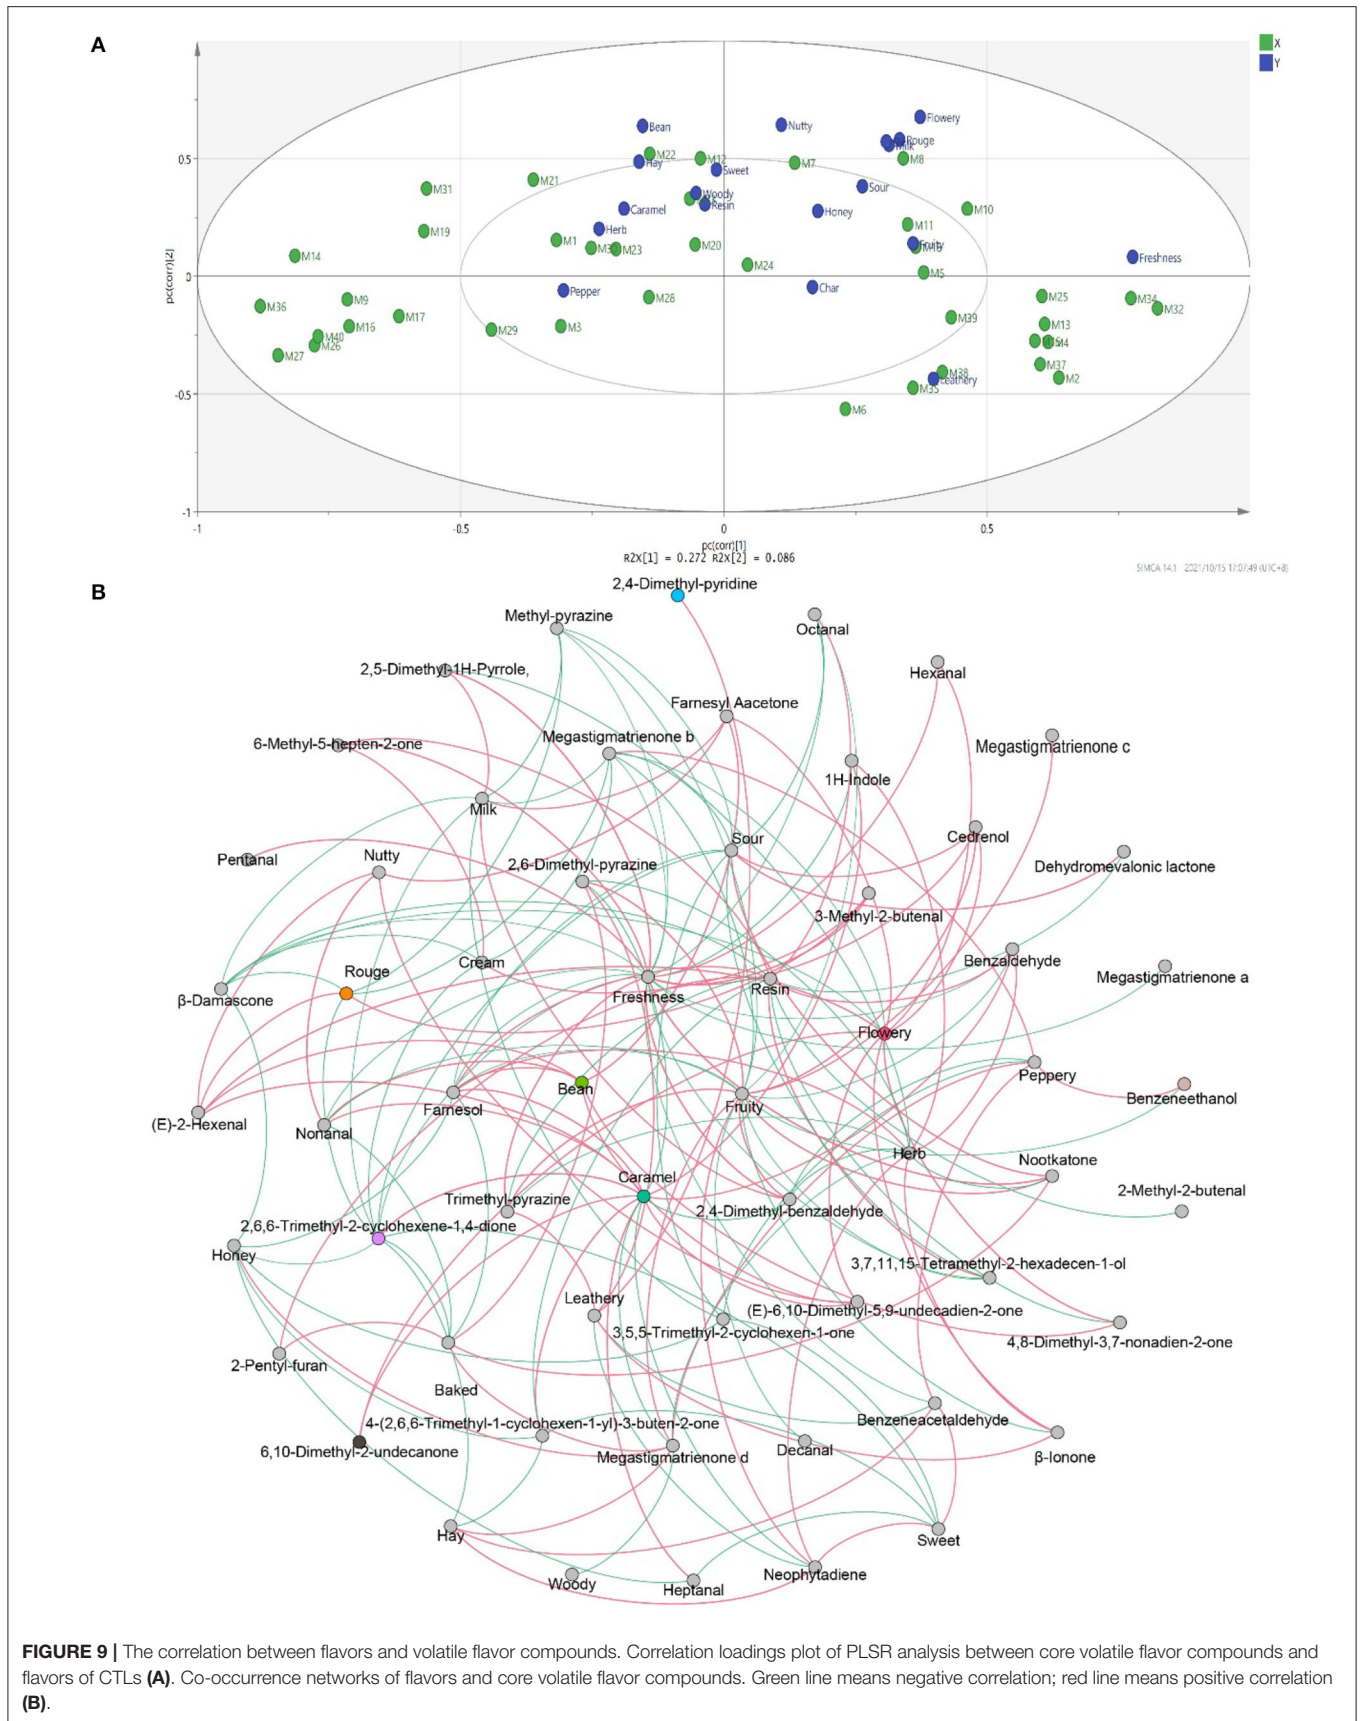 A
X
Y
Flowery
Bean
Nutty
Rouge
Milk
M22
M12
M7
M8
Hay
Sweet
M21
M31
Sour
Woody
Resin
Caramel
Honey
M10
M11
Herb
M19
M1
M23
M20
Fruity
M14
M24
M5
Freshness
Pepper
M28
Char
M36
M9
M25
M34
M32
M17
M39
M13
M16
M29
M3
M40
M26
M4
M27
M37
M38
Leathery
M2
M35
M6
0.5
0
-0.5
-1
pc(corr)[2]
-1
-0.5
0
0.5
pc(corr)[1]
R2X[1] = 0.272 R2X[2] = 0.086
SIMCA 14.1 2021/10/15 17:07:49 (UTC+8)
B
2,4-Dimethyl-pyridine
Methyl-pyrazine
Octanal
2,5-Dimethyl-1H-Pyrrole,
Hexanal
Farnesyl Aacetone
6-Methyl-5-hepten-2-one
Megastigmatrienone b
Megastigmatrienone c
1H-Indole
Milk
Sour
Cedrenol
Pentanal
Nutty
2,6-Dimethyl-pyrazine
Dehydromevalonic lactone
3-Methyl-2-butenal
Cream
Benzaldehyde
Rouge
Megastigmatrienone a
β-Damascone
Freshness
Resin
Flowery
Peppery
Bean
Benzeneethanol
(E)-2-Hexenal
Farnesol
Fruity
Nonanal
Herb
Nootkatone
Caramel
2-Methyl-2-butenal
Trimethyl-pyrazine
2,4-Dimethyl-benzaldehyde
2,6,6-Trimethyl-2-cyclohexene-1,4-dione
Honey
3,7,11,15-Tetramethyl-2-hexadecen-1-ol
Leathery
(E)-6,10-Dimethyl-5,9-undecadien-2-one
3,5,5-Trimethyl-2-cyclohexen-1-one
4,8-Dimethyl-3,7-nonadien-2-one
2-Pentyl-furan
Baked
4-(2,6,6-Trimethyl-1-cyclohexen-1-yl)-3-buten-2-one
Benzeneacetaldehyde
6,10-Dimethyl-2-undecanone
Megastigmatrienone d
Decanal
β-Ionone
Hay
Sweet
Woody
Heptanal
Neophytadiene
FIGURE 9 | The correlation between flavors and volatile flavor compounds. Correlation loadings plot of PLSR analysis between core volatile flavor compounds and
flavors of CTLs (A). Co-occurrence networks of flavors and core volatile flavor compounds. Green line means negative correlation; red line means positive correlation
(B).